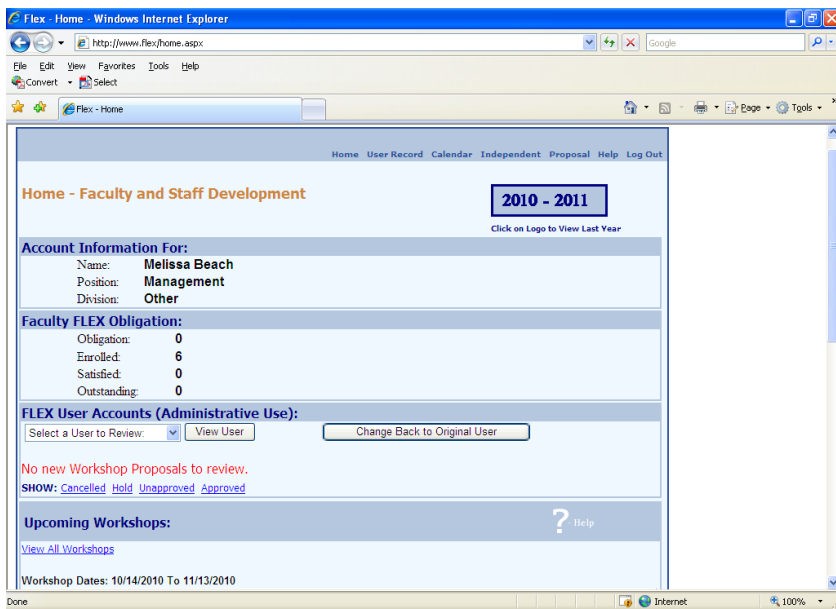 Flex - Home - Windows Internet Explorer
http://www.flex/home.aspx
Google
File Edit View Favorites Tools Help
Convert Select
Flex - Home
Page Tools
Home User Record Calendar Independent Proposal Help Log Out
Home - Faculty and Staff Development
2010 - 2011
Click on Logo to View Last Year
Account Information For:
Name: Melissa Beach
Position: Management
Division: Other
Faculty FLEX Obligation:
Obligation: 0
Enrolled: 6
Satisfied: 0
Outstanding: 0
FLEX User Accounts (Administrative Use):
Select a User to Review: View User Change Back to Original User
No new Workshop Proposals to review.
SHOW: Cancelled Hold Unapproved Approved
Upcoming Workshops: ? Help
View All Workshops
Workshop Dates: 10/14/2010 To 11/13/2010
Done Internet 100%